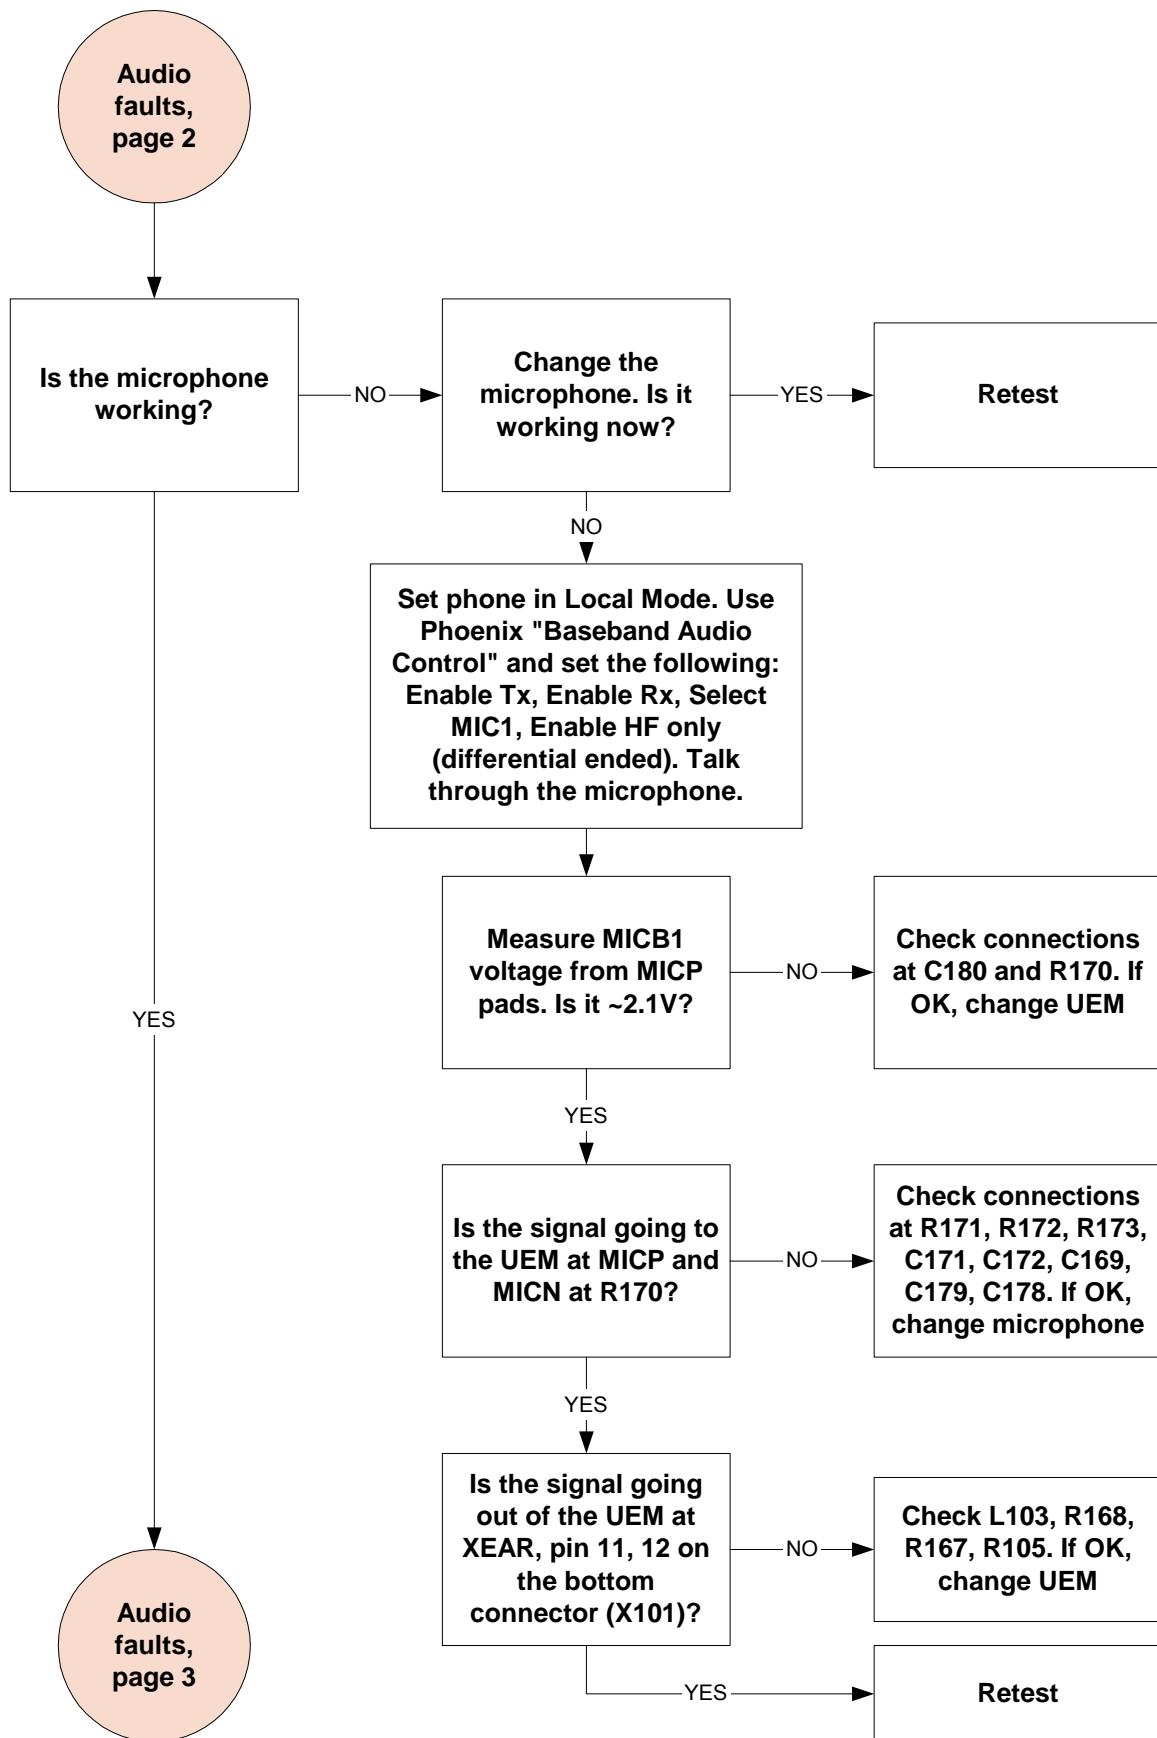 Audio
faults,
page 2
Is the microphone
working?
NO
Change the
microphone. Is it
working now?
YES
Retest
NO
Set phone in Local Mode. Use
Phoenix "Baseband Audio
Control" and set the following:
Enable Tx, Enable Rx, Select
MIC1, Enable HF only
(differential ended). Talk
through the microphone.
Measure MICB1
voltage from MICP
pads. Is it ~2.1V?
NO
Check connections
at C180 and R170. If
OK, change UEM
YES
YES
Is the signal going to
the UEM at MICP and
MICN at R170?
NO
Check connections
at R171, R172, R173,
C171, C172, C169,
C179, C178. If OK,
change microphone
YES
Is the signal going
out of the UEM at
XEAR, pin 11, 12 on
the bottom
connector (X101)?
NO
Check L103, R168,
R167, R105. If OK,
change UEM
YES
Retest
Audio
faults,
page 3